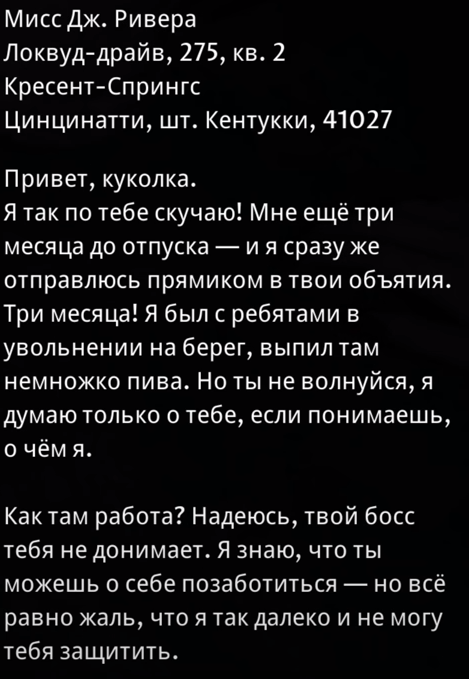 Мисс Дж. Ривера
Локвуд-драйв, 275, кв. 2
Кресент-Спрингс
Цинцинатти, шт. Кентукки, 41027
Привет, куколка.
Я так по тебе скучаю! Мне ещё три
месяца до отпуска — и я сразу же
отправлюсь прямиком в твои объятия.
Три месяца! Я был с ребятами в
увольнении на берег, выпил там
немножко пива. Но ты не волнуйся, я
думаю только о тебе, если понимаешь,
о чём я.
Как там работа? Надеюсь, твой босс
тебя не донимает. Я знаю, что ты
можешь о себе позаботиться — но всё
равно жаль, что я так далеко и не могу
тебя защитить.